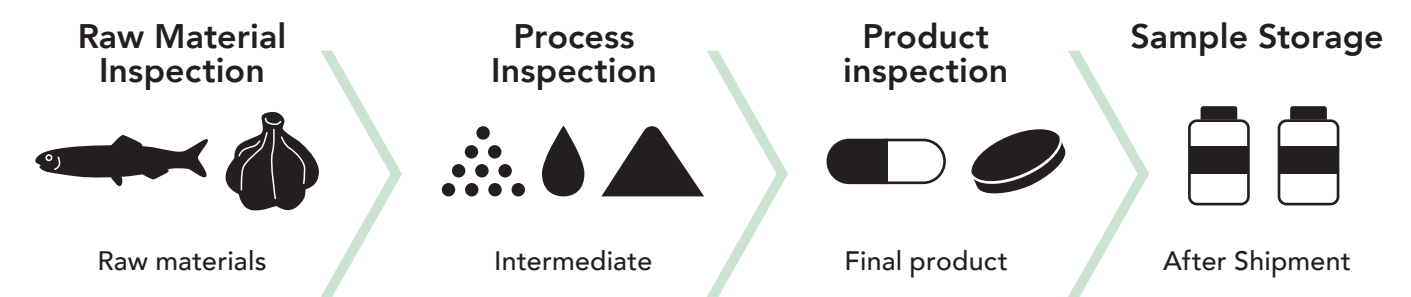 Raw Material
Inspection
Process
Inspection
Product
inspection
Sample Storage
Raw materials
Intermediate
Final product
After Shipment